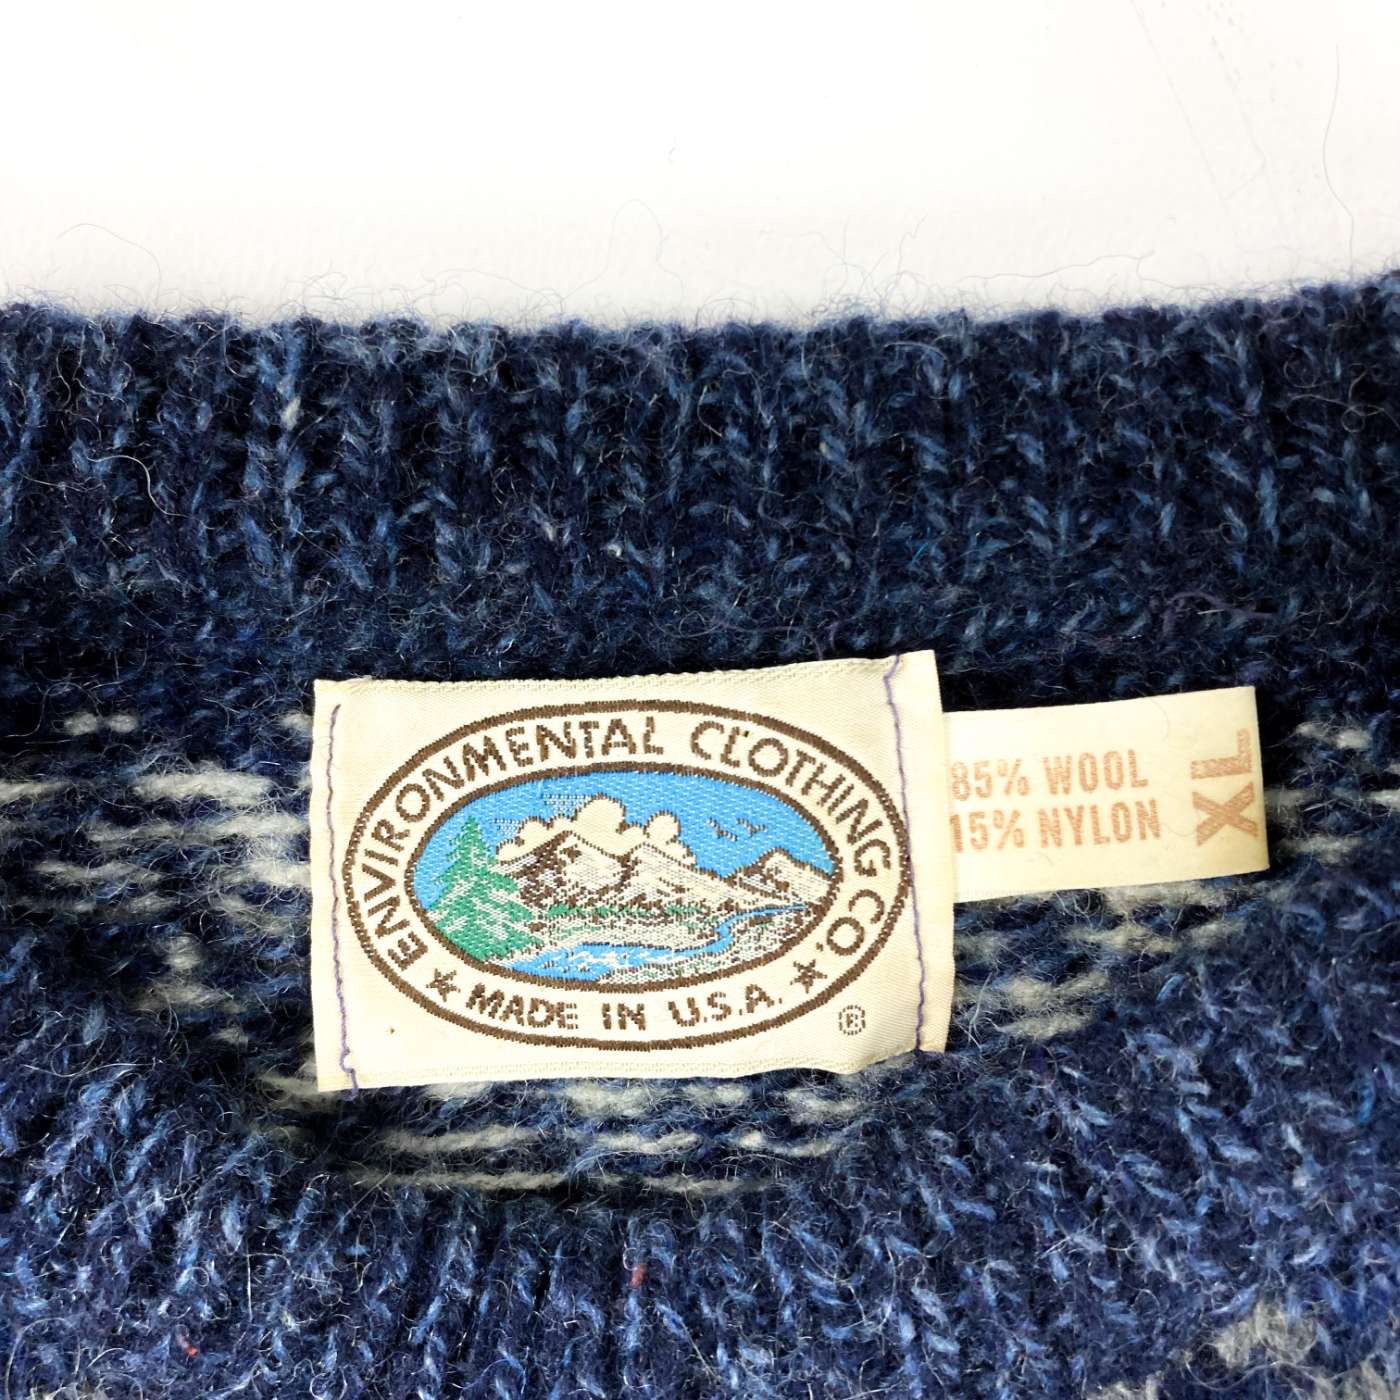 ENVIRONMENTAL CLOTHING CO.
★ MADE IN U.S.A. ★
®
85% WOOL
15% NYLON
XL